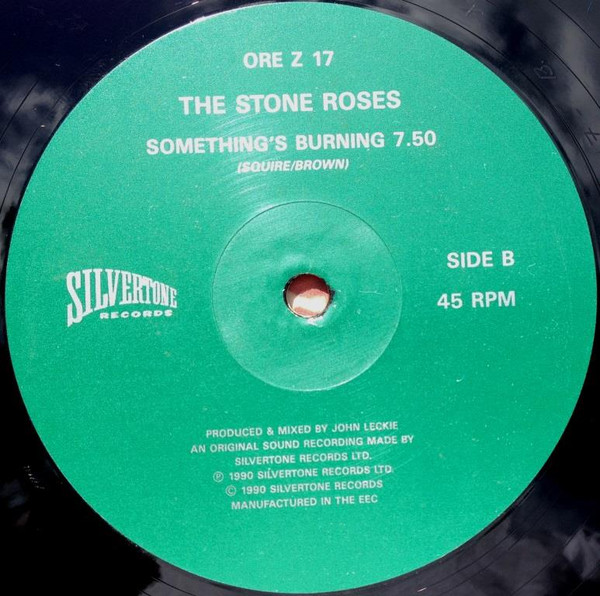 ORE Z 17
THE STONE ROSES
SOMETHING'S BURNING 7.50
(SQUIRE/BROWN)
SIDE B
45 RPM
SILVERTONE
RECORDS
PRODUCED & MIXED BY JOHN LECKIE
AN ORIGINAL SOUND RECORDING MADE BY
SILVERTONE RECORDS LTD.
℗ 1990 SILVERTONE RECORDS LTD.
© 1990 SILVERTONE RECORDS
MANUFACTURED IN THE EEC